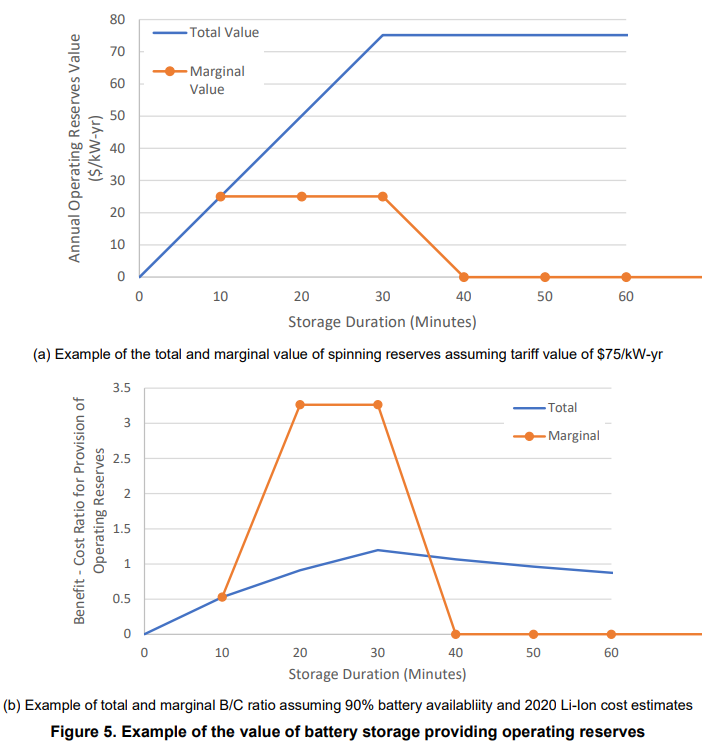 80
70
60
50
40
30
20
10
0
Annual Operating Reserves Value
($/kW-yr)
Total Value
Marginal
Value
0 10 20 30 40 50 60
Storage Duration (Minutes)
(a) Example of the total and marginal value of spinning reserves assuming tariff value of $75/kW-yr
3.5
3
2.5
2
1.5
1
0.5
0
Benefit - Cost Ratio for Provision of
Operating Reserves
Total
Marginal
0 10 20 30 40 50 60
Storage Duration (Minutes)
(b) Example of total and marginal B/C ratio assuming 90% battery availabliity and 2020 Li-Ion cost estimates
Figure 5. Example of the value of battery storage providing operating reserves